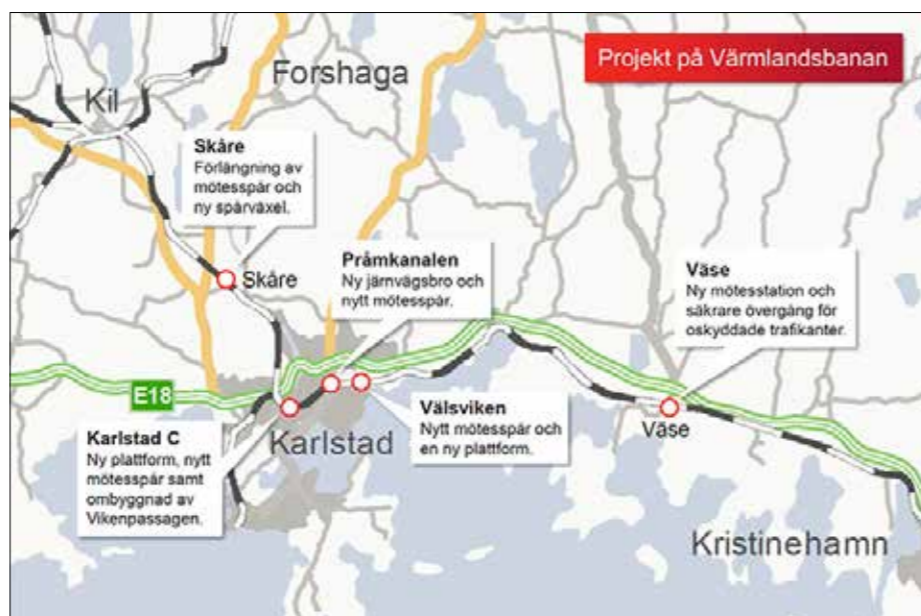 Projekt på Värmlandsbanan
Forshaga
Kil
Skåre
Förlängning av
mötesspår och
ny spårväxel.
Skåre
Pråmkanalen
Ny järnvägsbro och
nytt mötesspår.
Väse
Ny mötesstation och
säkrare övergång för
oskyddade trafikanter.
E18
Karlstad C
Ny plattform, nytt
mötesspår samt
ombyggnad av
Vikenpassagen.
Karlstad
Välsviken
Nytt mötesspår och
en ny plattform.
Väse
Kristinehamn